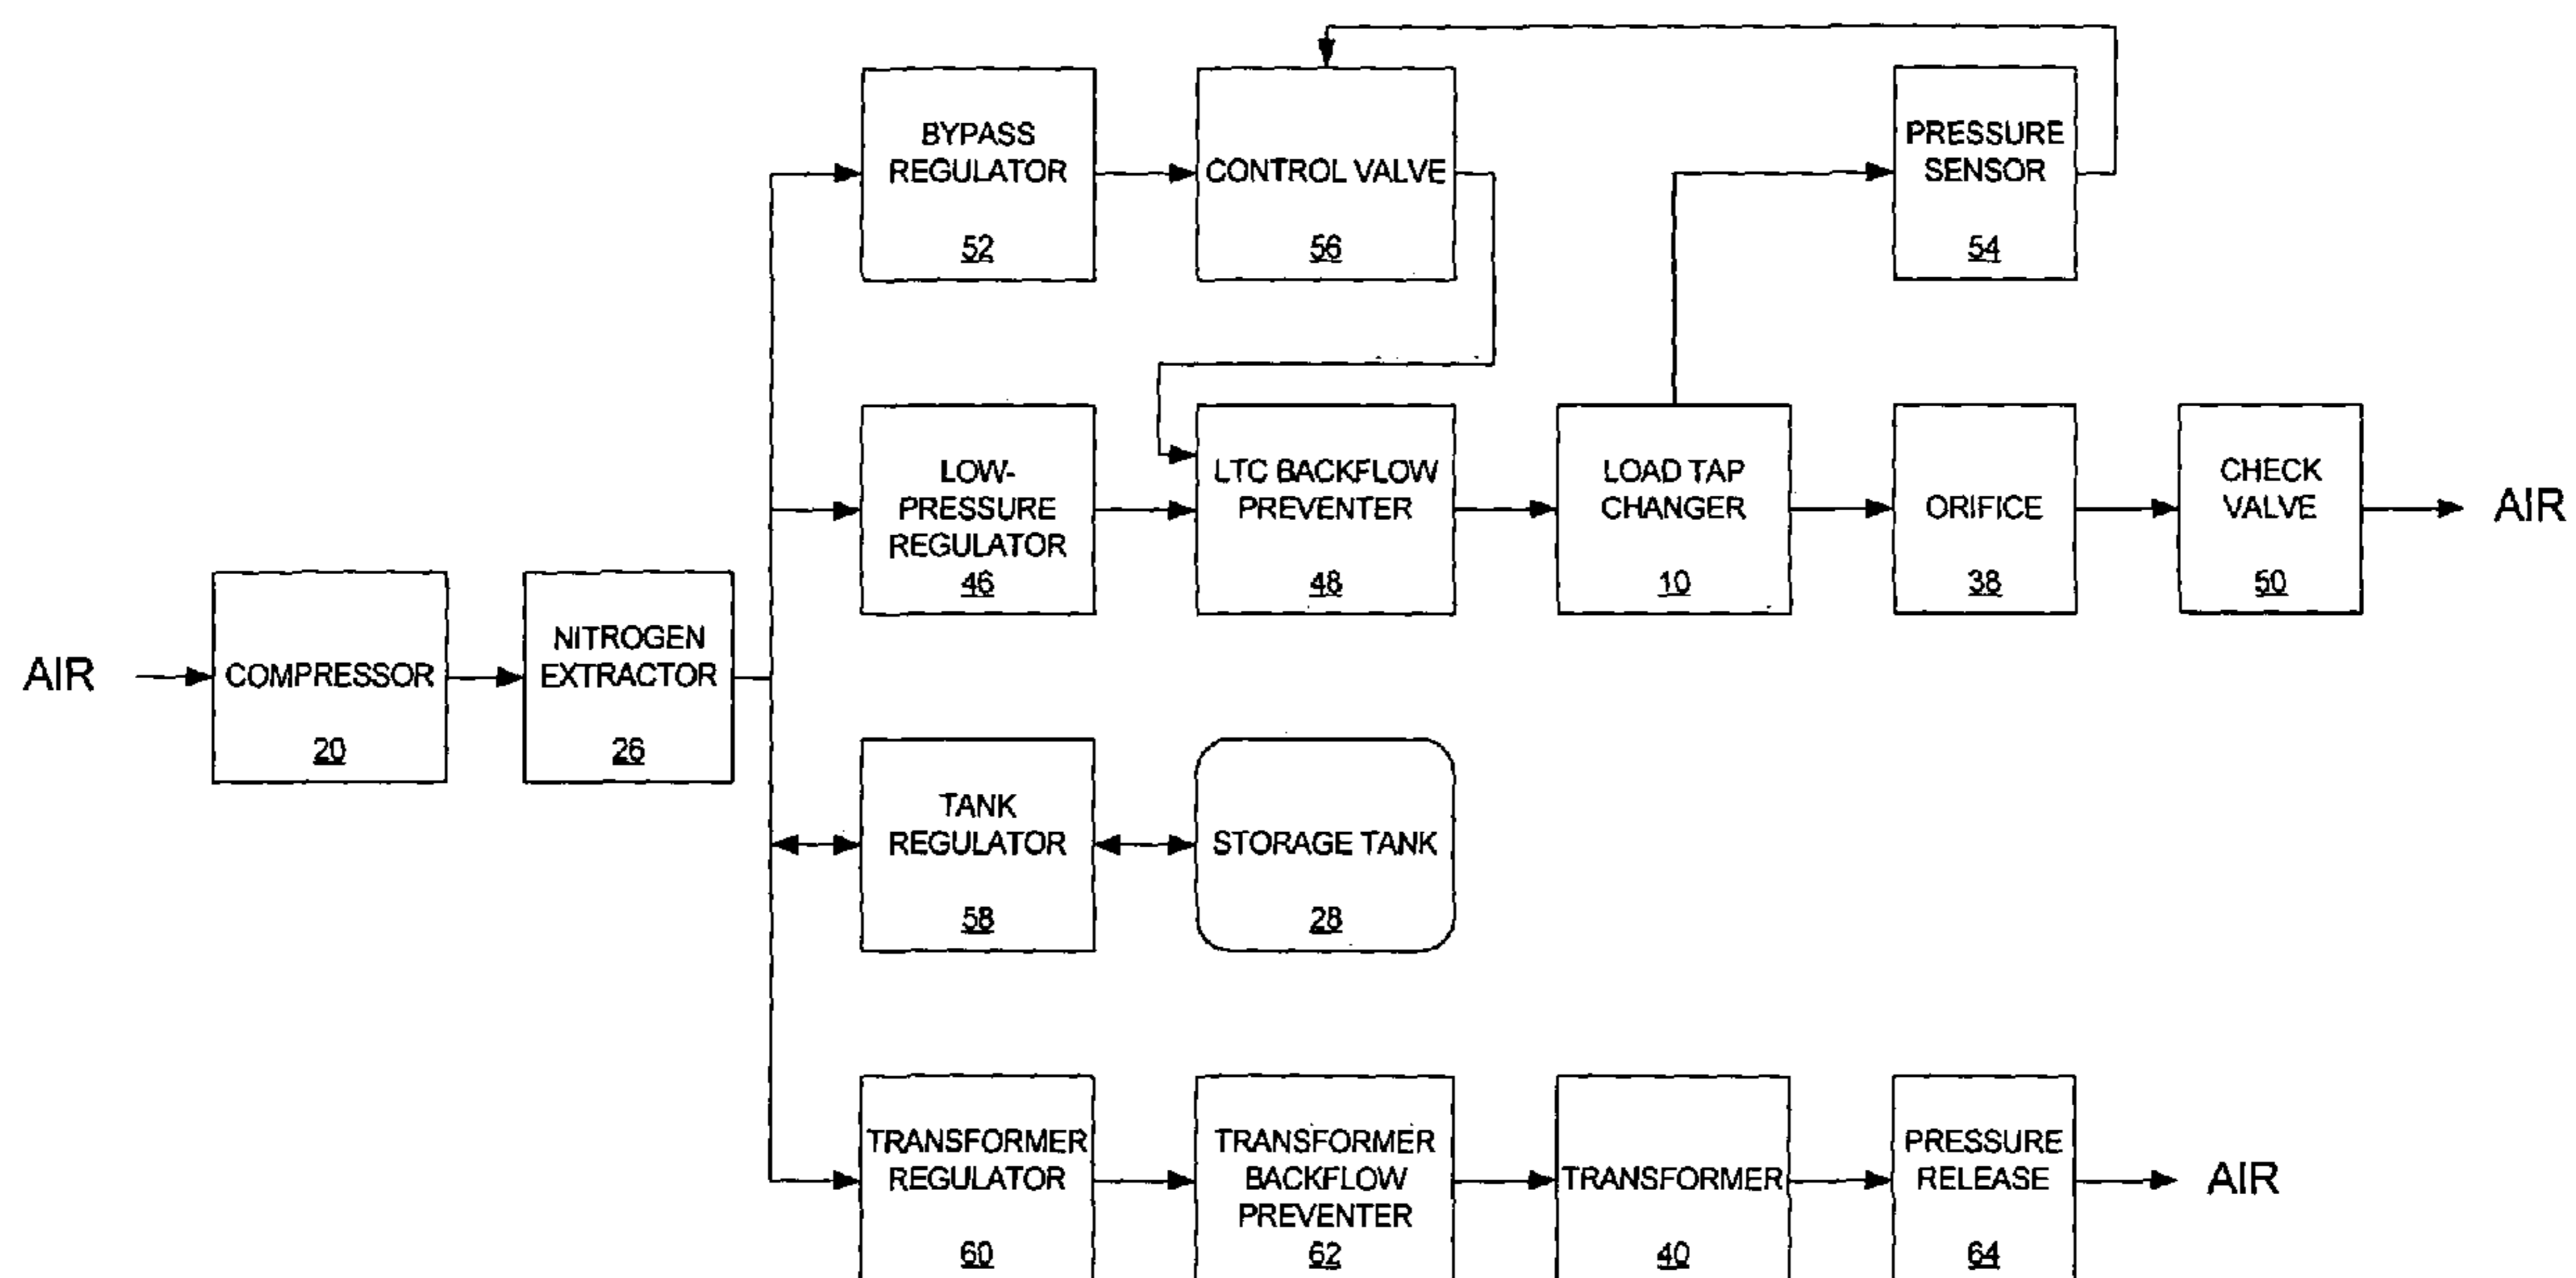 BYPASS
REGULATOR
52
CONTROL VALVE
56
PRESSURE
SENSOR
54
LOW-
PRESSURE
REGULATOR
46
LTC BACKFLOW
PREVENTER
48
LOAD TAP
CHANGER
10
ORIFICE
38
CHECK
VALVE
50
AIR
AIR
COMPRESSOR
20
NITROGEN
EXTRACTOR
26
TANK
REGULATOR
58
STORAGE TANK
28
TRANSFORMER
REGULATOR
60
TRANSFORMER
BACKFLOW
PREVENTER
62
TRANSFORMER
40
PRESSURE
RELEASE
64
AIR